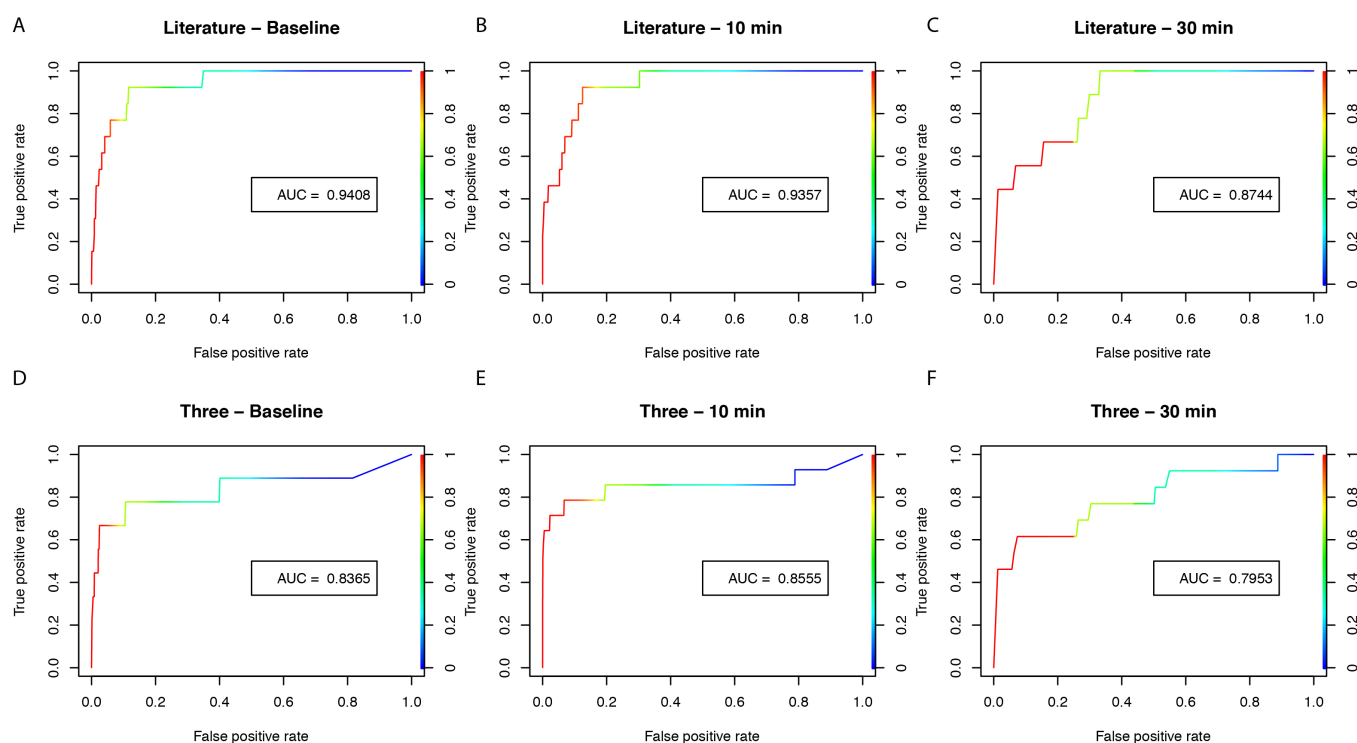 A
Literature – Baseline
True positive rate
0.0 0.2 0.4 0.6 0.8 1.0
AUC = 0.9408
0 0.2 0.4 0.6 0.8 1
0.0 0.2 0.4 0.6 0.8 1.0
False positive rate
B
Literature – 10 min
True positive rate
0.0 0.2 0.4 0.6 0.8 1.0
AUC = 0.9357
0 0.2 0.4 0.6 0.8 1
0.0 0.2 0.4 0.6 0.8 1.0
False positive rate
C
Literature – 30 min
True positive rate
0.0 0.2 0.4 0.6 0.8 1.0
AUC = 0.8744
0 0.2 0.4 0.6 0.8 1
0.0 0.2 0.4 0.6 0.8 1.0
False positive rate
D
Three – Baseline
True positive rate
0.0 0.2 0.4 0.6 0.8 1.0
AUC = 0.8365
0 0.2 0.4 0.6 0.8 1
0.0 0.2 0.4 0.6 0.8 1.0
False positive rate
E
Three – 10 min
True positive rate
0.0 0.2 0.4 0.6 0.8 1.0
AUC = 0.8555
0 0.2 0.4 0.6 0.8 1
0.0 0.2 0.4 0.6 0.8 1.0
False positive rate
F
Three – 30 min
True positive rate
0.0 0.2 0.4 0.6 0.8 1.0
AUC = 0.7953
0 0.2 0.4 0.6 0.8 1
0.0 0.2 0.4 0.6 0.8 1.0
False positive rate